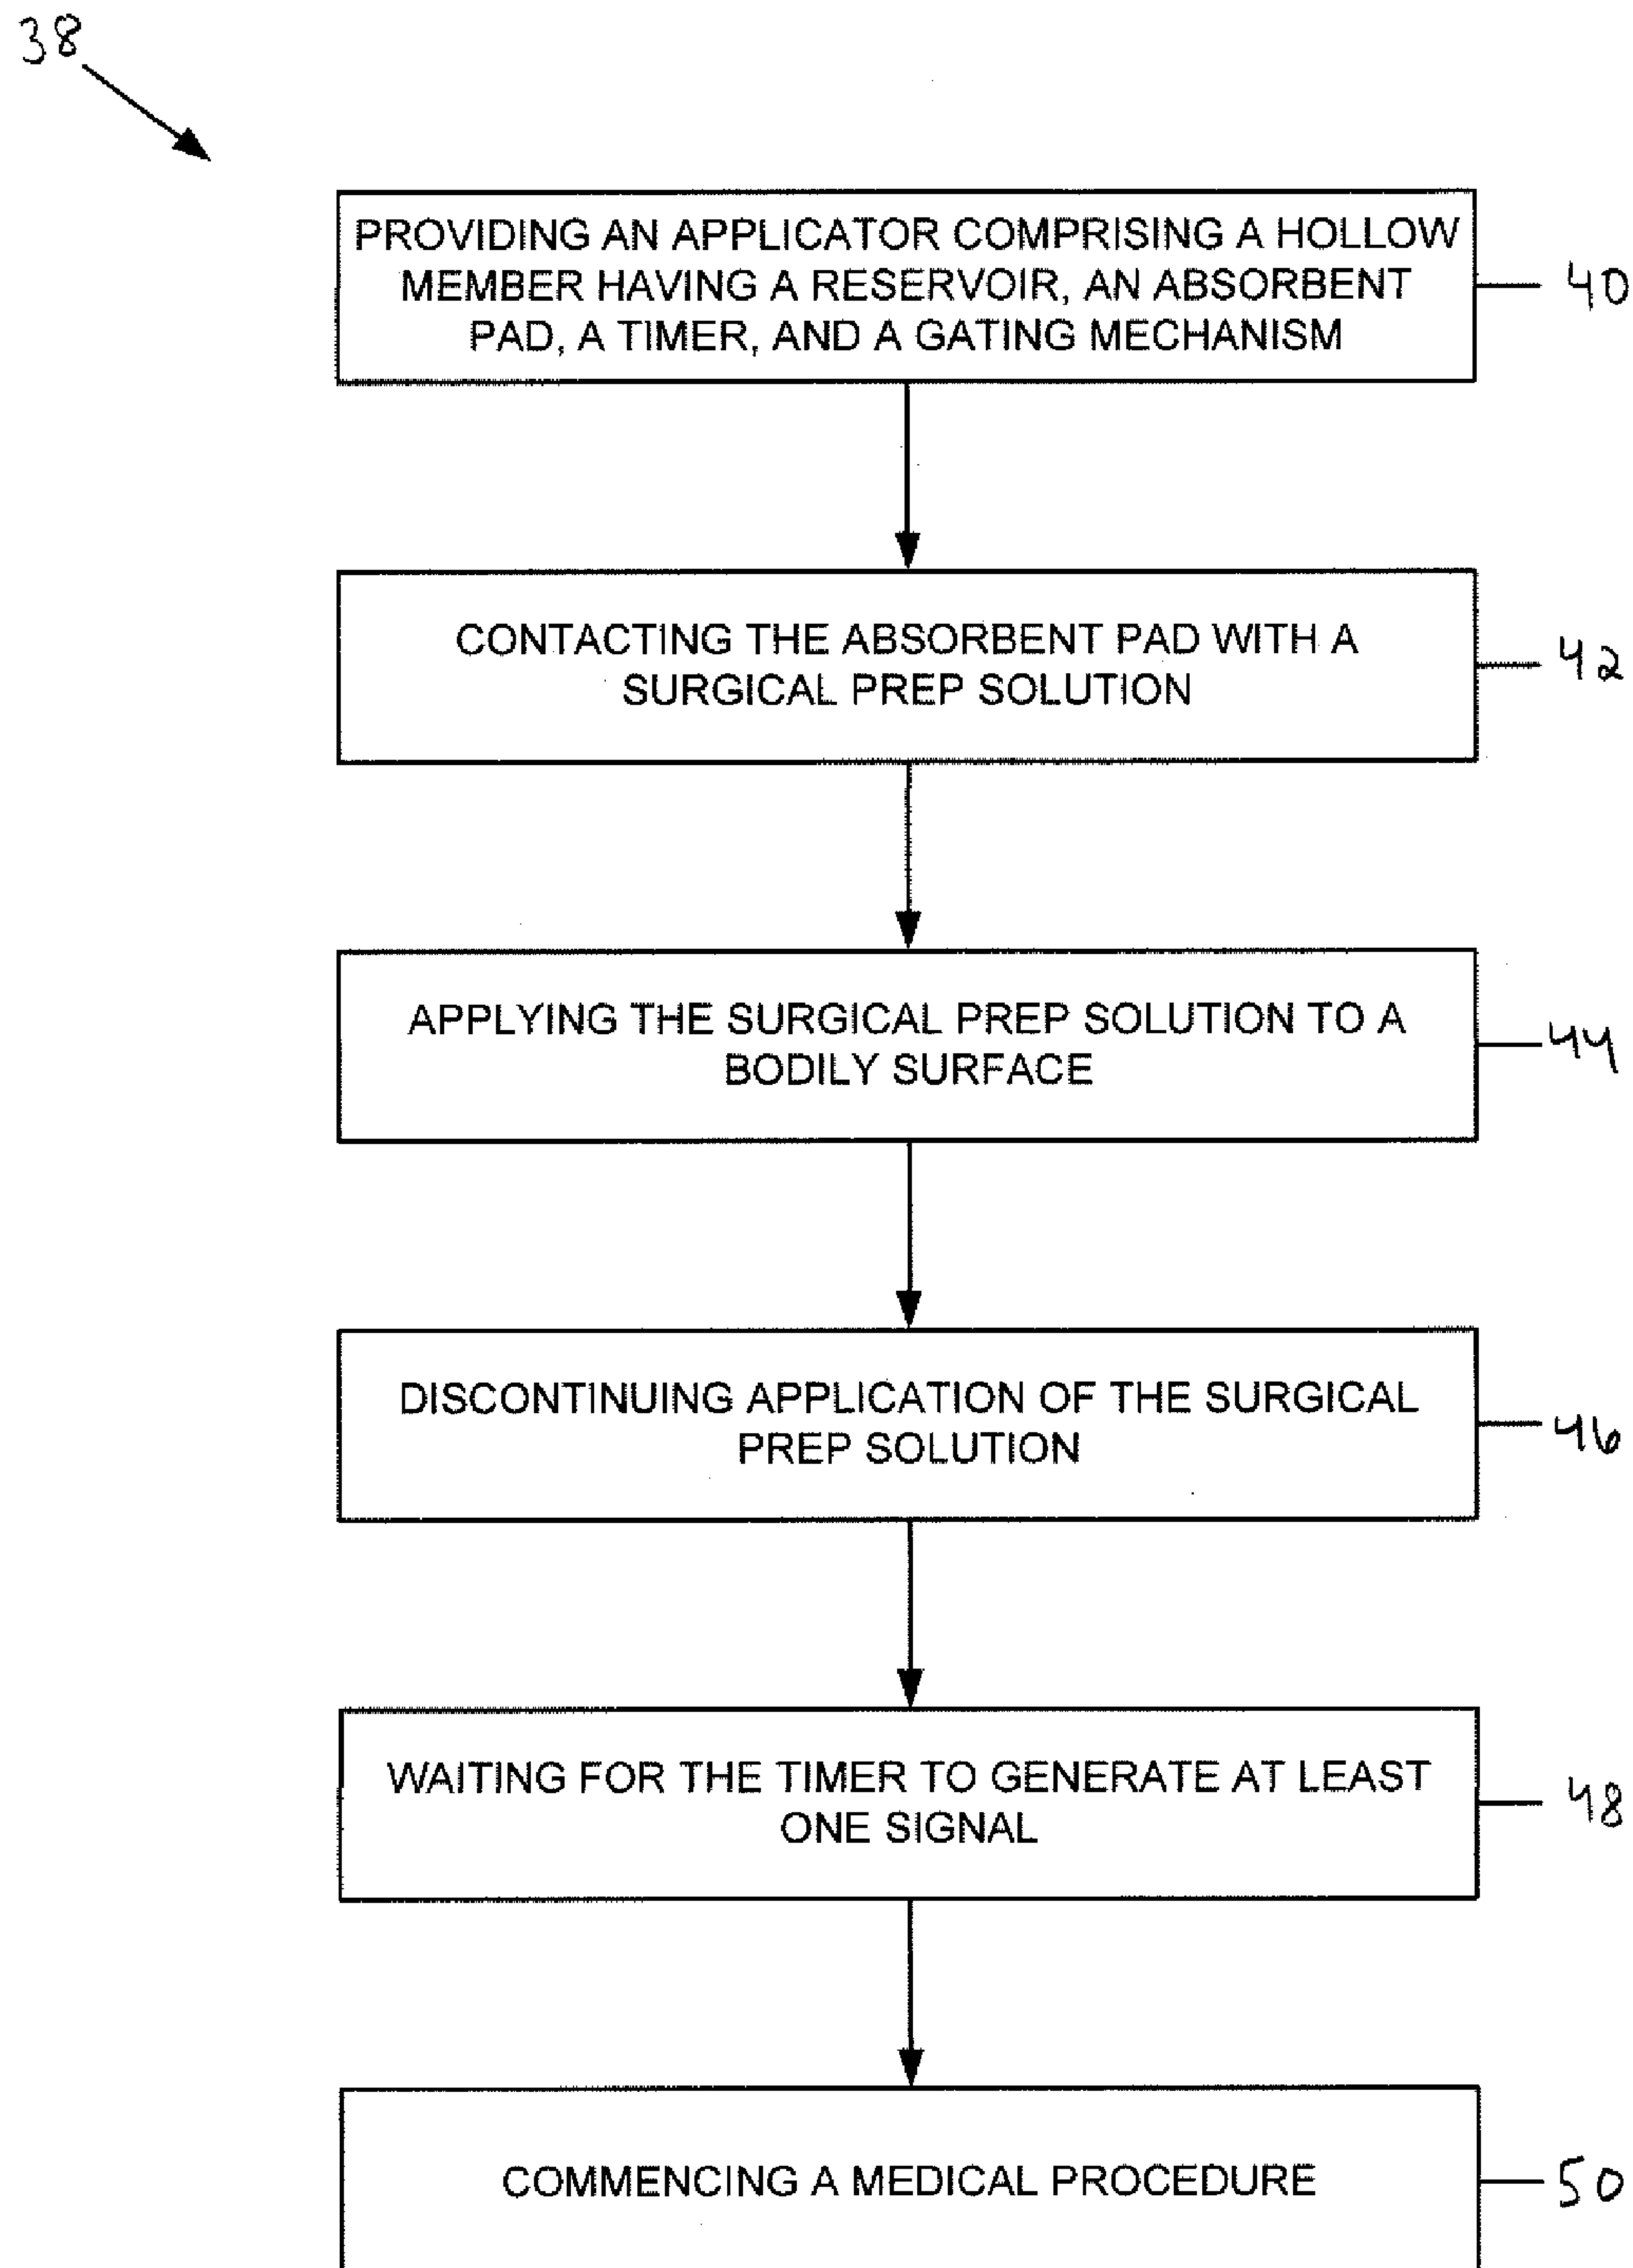 38
PROVIDING AN APPLICATOR COMPRISING A HOLLOW
MEMBER HAVING A RESERVOIR, AN ABSORBENT
PAD, A TIMER, AND A GATING MECHANISM
40
CONTACTING THE ABSORBENT PAD WITH A
SURGICAL PREP SOLUTION
42
APPLYING THE SURGICAL PREP SOLUTION TO A
BODILY SURFACE
44
DISCONTINUING APPLICATION OF THE SURGICAL
PREP SOLUTION
46
WAITING FOR THE TIMER TO GENERATE AT LEAST
ONE SIGNAL
48
COMMENCING A MEDICAL PROCEDURE
50